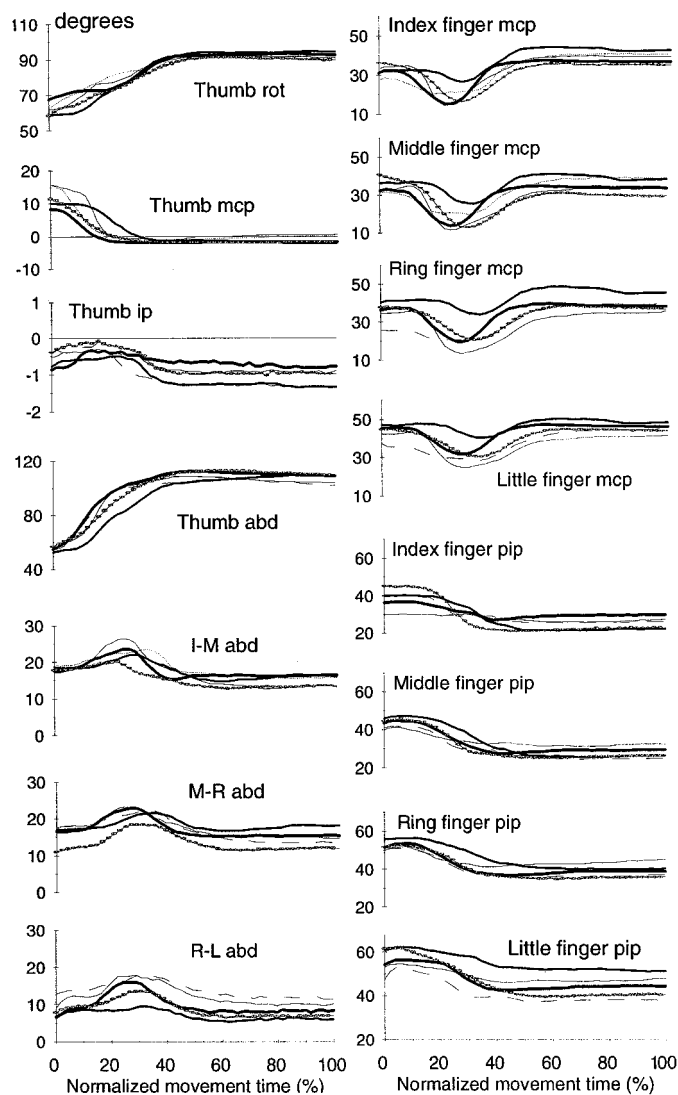 degrees
110
90
70
50
Thumb rot
20
10
0
-10
Thumb mcp
1
0
-1
-2
Thumb ip
120
80
40
Thumb abd
30
20
10
0
I-M abd
30
20
10
0
M-R abd
30
20
10
0
R-L abd
0 20 40 60 80 100
Normalized movement time (%)
Index finger mcp
50
30
10
Middle finger mcp
50
30
10
Ring finger mcp
50
30
10
50
30
10
Little finger mcp
Index finger pip
60
40
20
Middle finger pip
60
40
20
Ring finger pip
60
40
20
Little finger pip
60
40
20
0 20 40 60 80 100
Normalized movement time (%)